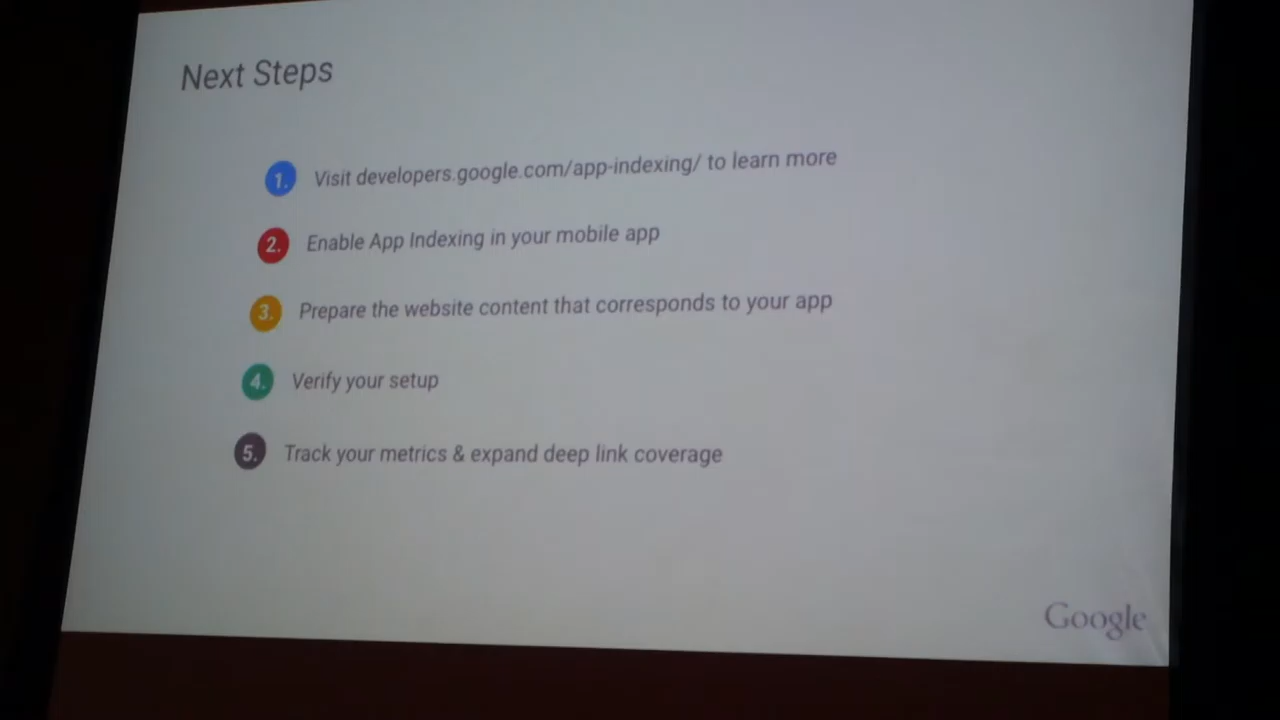 Next Steps
1. Visit developers.google.com/app-indexing/ to learn more
2. Enable App Indexing in your mobile app
3. Prepare the website content that corresponds to your app
4. Verify your setup
5. Track your metrics & expand deep link coverage
Google